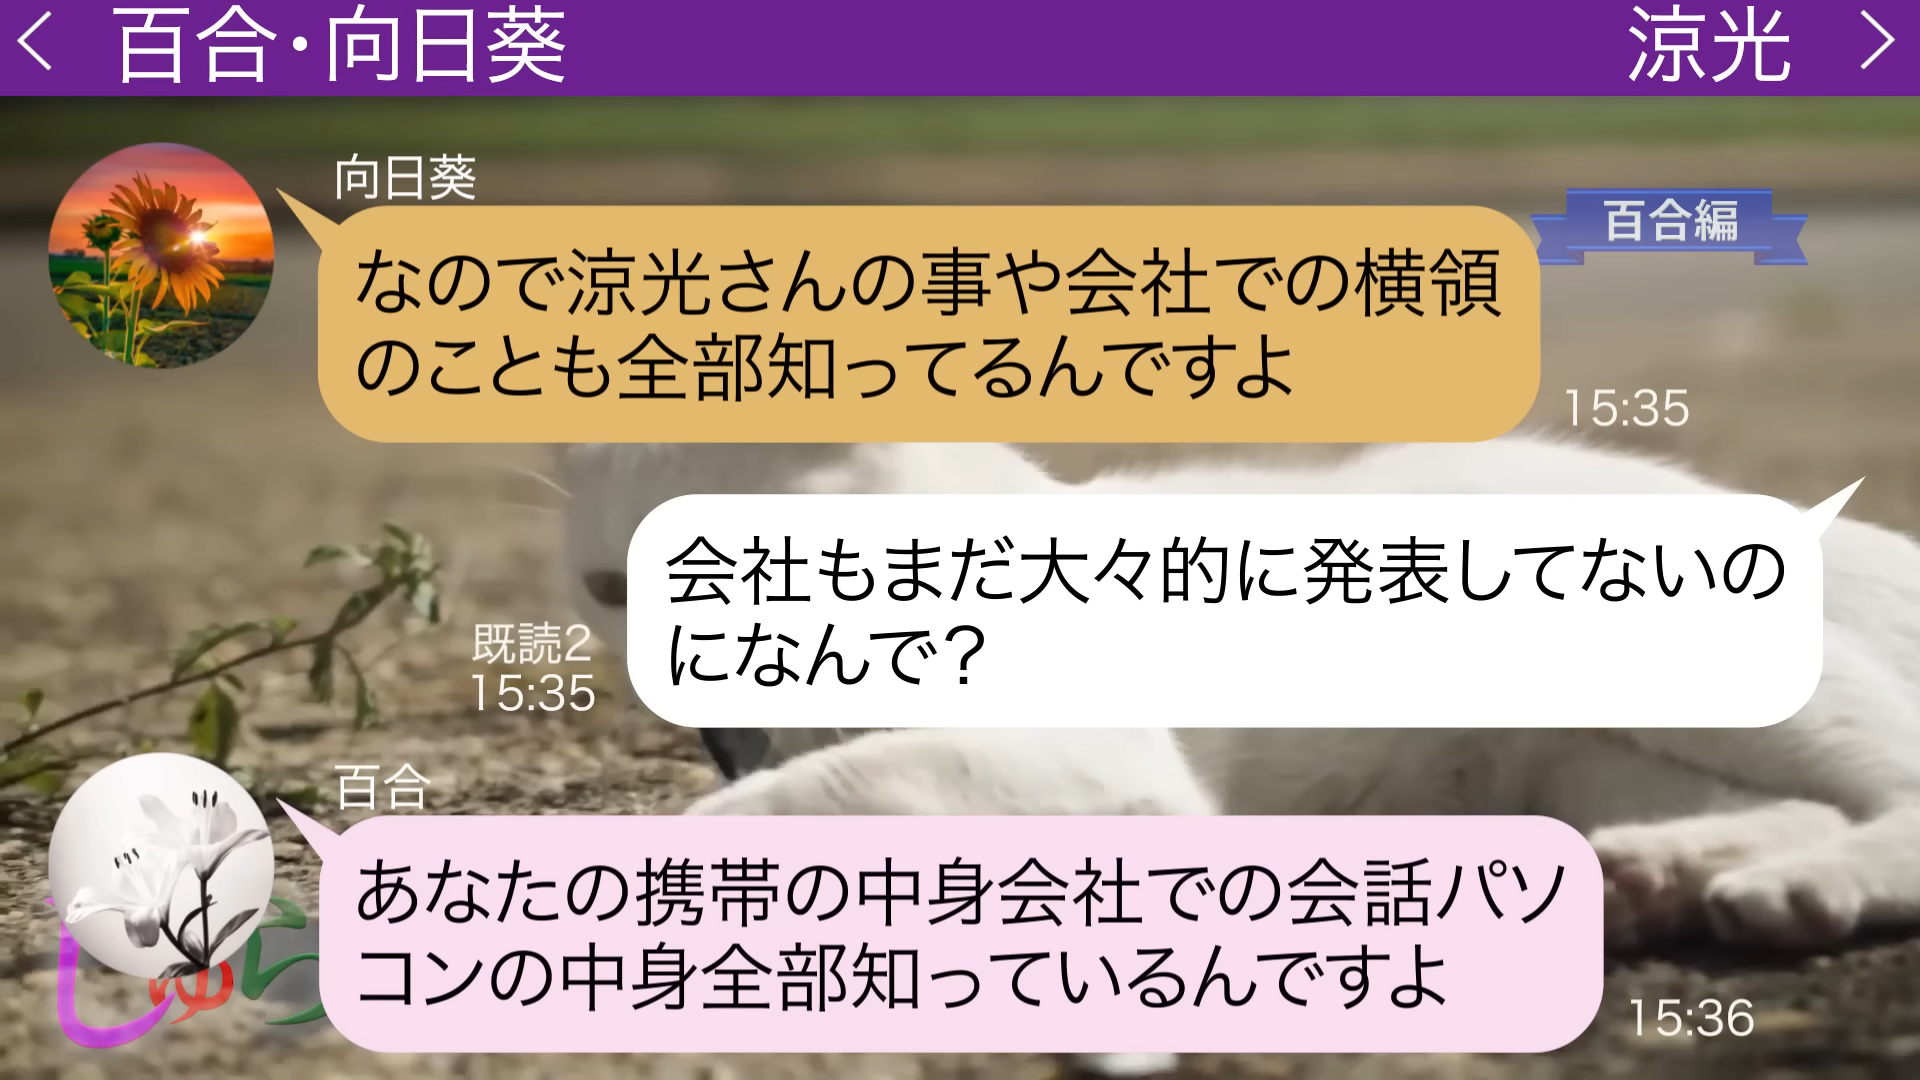 百合・向日葵
涼光
向日葵
百合編
なので涼光さんの事や会社での横領
のことも全部知ってるんですよ
15:35
会社もまだ大々的に発表してないの
になんで？
既読2
15:35
百合
あなたの携帯の中身会社での会話パソ
コンの中身全部知っているんですよ
15:36
しゅら